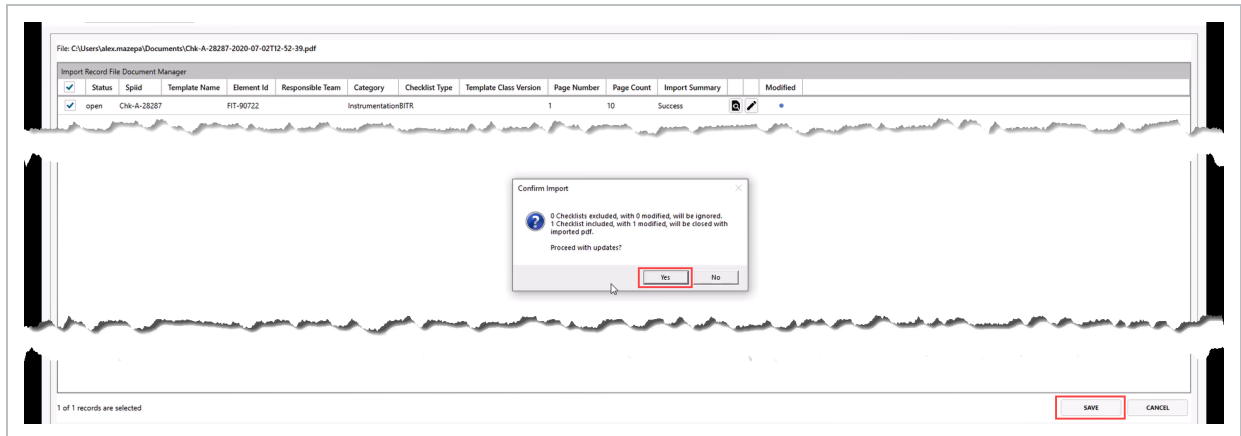 File: C:\Users\alex.mazepa\Documents\Chk-A-28287-2020-07-02T12-52-39.pdf
Import Record File Document Manager
Status Spiid Template Name Element Id Responsible Team Category Checklist Type Template Class Version Page Number Page Count Import Summary Modified
open Chk-A-28287 FIT-90722 InstrumentationBITR 1 10 Success
Confirm Import
0 Checklists excluded, with 0 modified, will be ignored.
1 Checklist included, with 1 modified, will be closed with
imported pdf.
Proceed with updates?
Yes No
1 of 1 records are selected
SAVE CANCEL